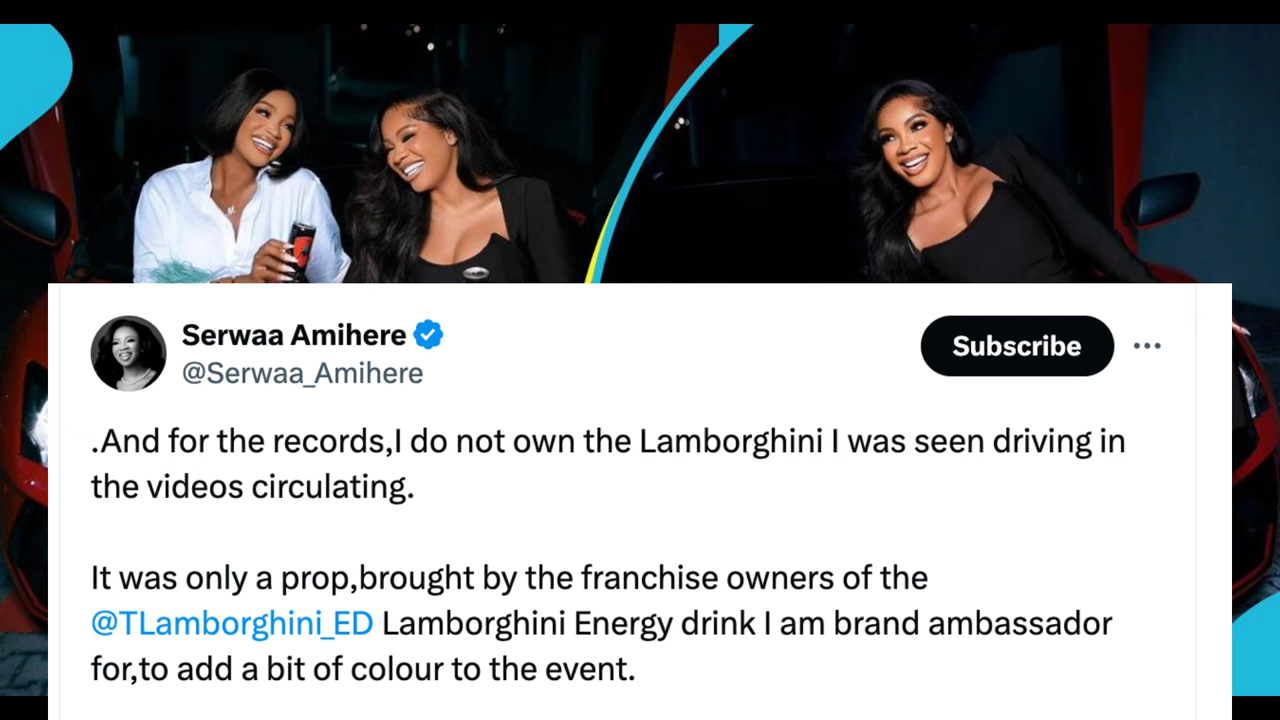 Serwaa Amihere
@Serwaa_Amihere
Subscribe
.And for the records,I do not own the Lamborghini I was seen driving in
the videos circulating.
It was only a prop,brought by the franchise owners of the
@TLamborghini_ED Lamborghini Energy drink I am brand ambassador
for,to add a bit of colour to the event.